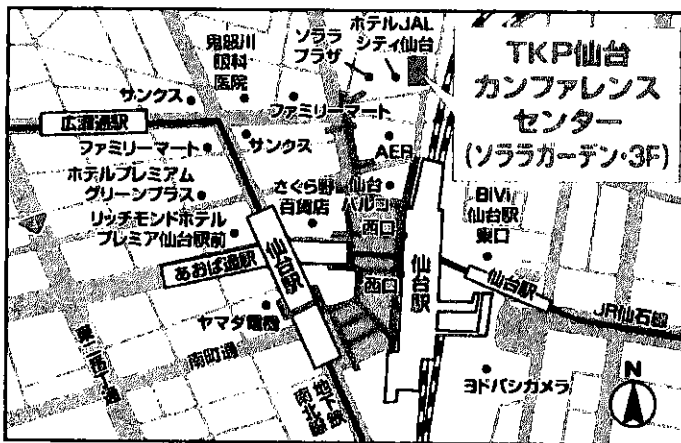 鬼怒川
眼科
医院
ソララ
プラザ
ホテルJAL
シティ仙台
TKP仙台
カンファレンス
センター
(ソララガーデン・3F)
サンクス
ファミリーマート
広瀬通駅
サンクス
ファミリーマート
AER
ホテルプレミアム
グリーンプラス
さくら野
百貨店
仙台
パルコ
BiVi
仙台駅
東口
リッチモンドホテル
プレミア仙台駅前
西口
あおば通駅
仙台駅
西口
仙台駅
仙台駅
JR仙石線
ヤマダ電機
南町通
東二番丁通
地下鉄
南北線
ヨドバシカメラ
N